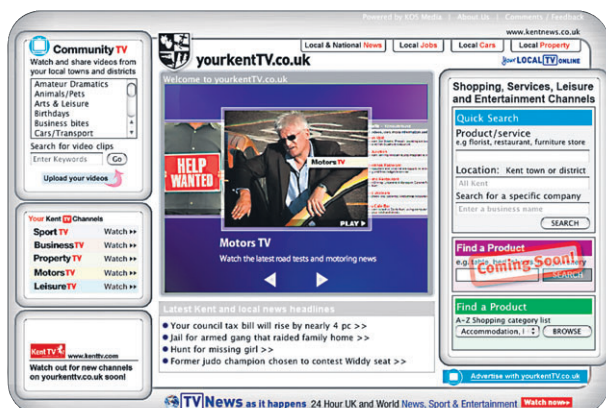 Powered by KOS Media | About Us | Comments / Feedback
www.kentnews.co.uk
Community TV
Watch and share videos from
your local towns and districts
Amateur Dramatics
Animals/Pets
Arts & Leisure
Birthdays
Business bites
Cars/Transport
Search for video clips
Enter Keywords
Go
Upload your videos
Your Kent TV Channels
Sport TV Watch
Business TV Watch
Property TV Watch
Motors TV Watch
Leisure TV Watch
Kent TV www.kenttv.com
Watch out for new channels
on yourkenttv.co.uk soon!
yourkentTV.co.uk
Local & National News
Local Jobs
Local Cars
Local Property
your LOCAL TV ONLINE
Welcome to yourkentTV.co.uk
HELP
WANTED
Motors TV
PLAY
Motors TV
Watch the latest road tests and motoring news
Latest Kent and local news headlines
Your council tax bill will rise by nearly 4 pc >>
Jail for armed gang that raided family home >>
Hunt for missing girl >>
Former judo champion chosen to contest Widdy seat >>
Shopping, Services, Leisure
and Entertainment Channels
Quick Search
Product/service
e.g florist, restaurant, furniture store
Location: Kent town or district
All Kent
Search for a specific company
Enter a business name
SEARCH
Find a Product
e.g. table,
Coming Soon!
SEARCH
Find a Product
A-Z Shopping category list
Accommodation, I
BROWSE
Advertise with yourkentTV.co.uk
TV News as it happens 24 Hour UK and World News, Sport & Entertainment Watch now